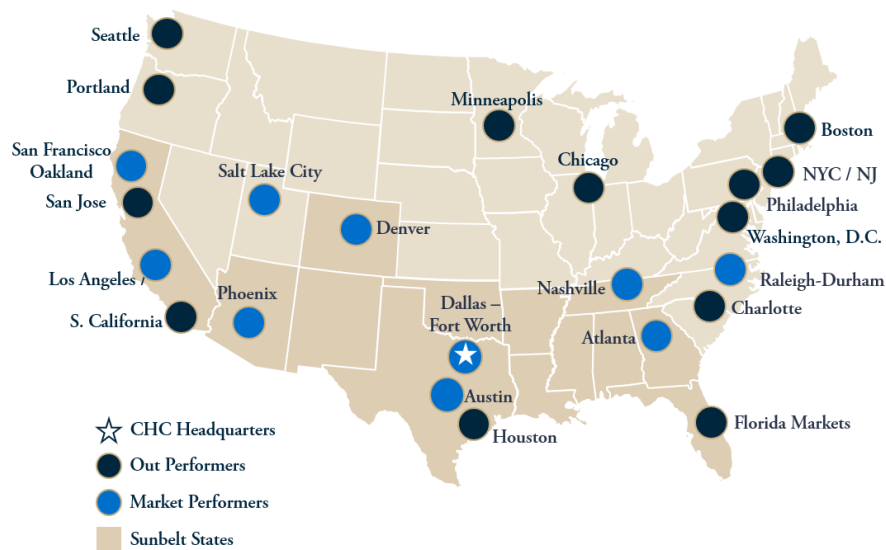 Seattle
Portland
Minneapolis
Boston
San Francisco
Oakland
Chicago
NYC / NJ
Salt Lake City
San Jose
Philadelphia
Denver
Washington, D.C.
Los Angeles /
Phoenix
Nashville
Raleigh-Durham
S. California
Dallas –
Fort Worth
Charlotte
Atlanta
Austin
Houston
Florida Markets
CHC Headquarters
Out Performers
Market Performers
Sunbelt States